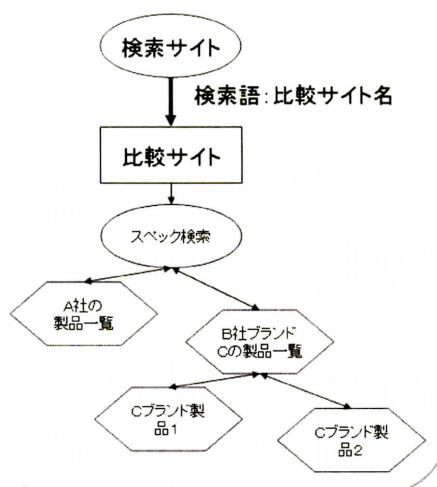 検索サイト
検索語：比較サイト名
比較サイト
スペック検索
A社の
製品一覧
B社ブランド
Cの製品一覧
Cブランド製
品1
Cブランド製
品2